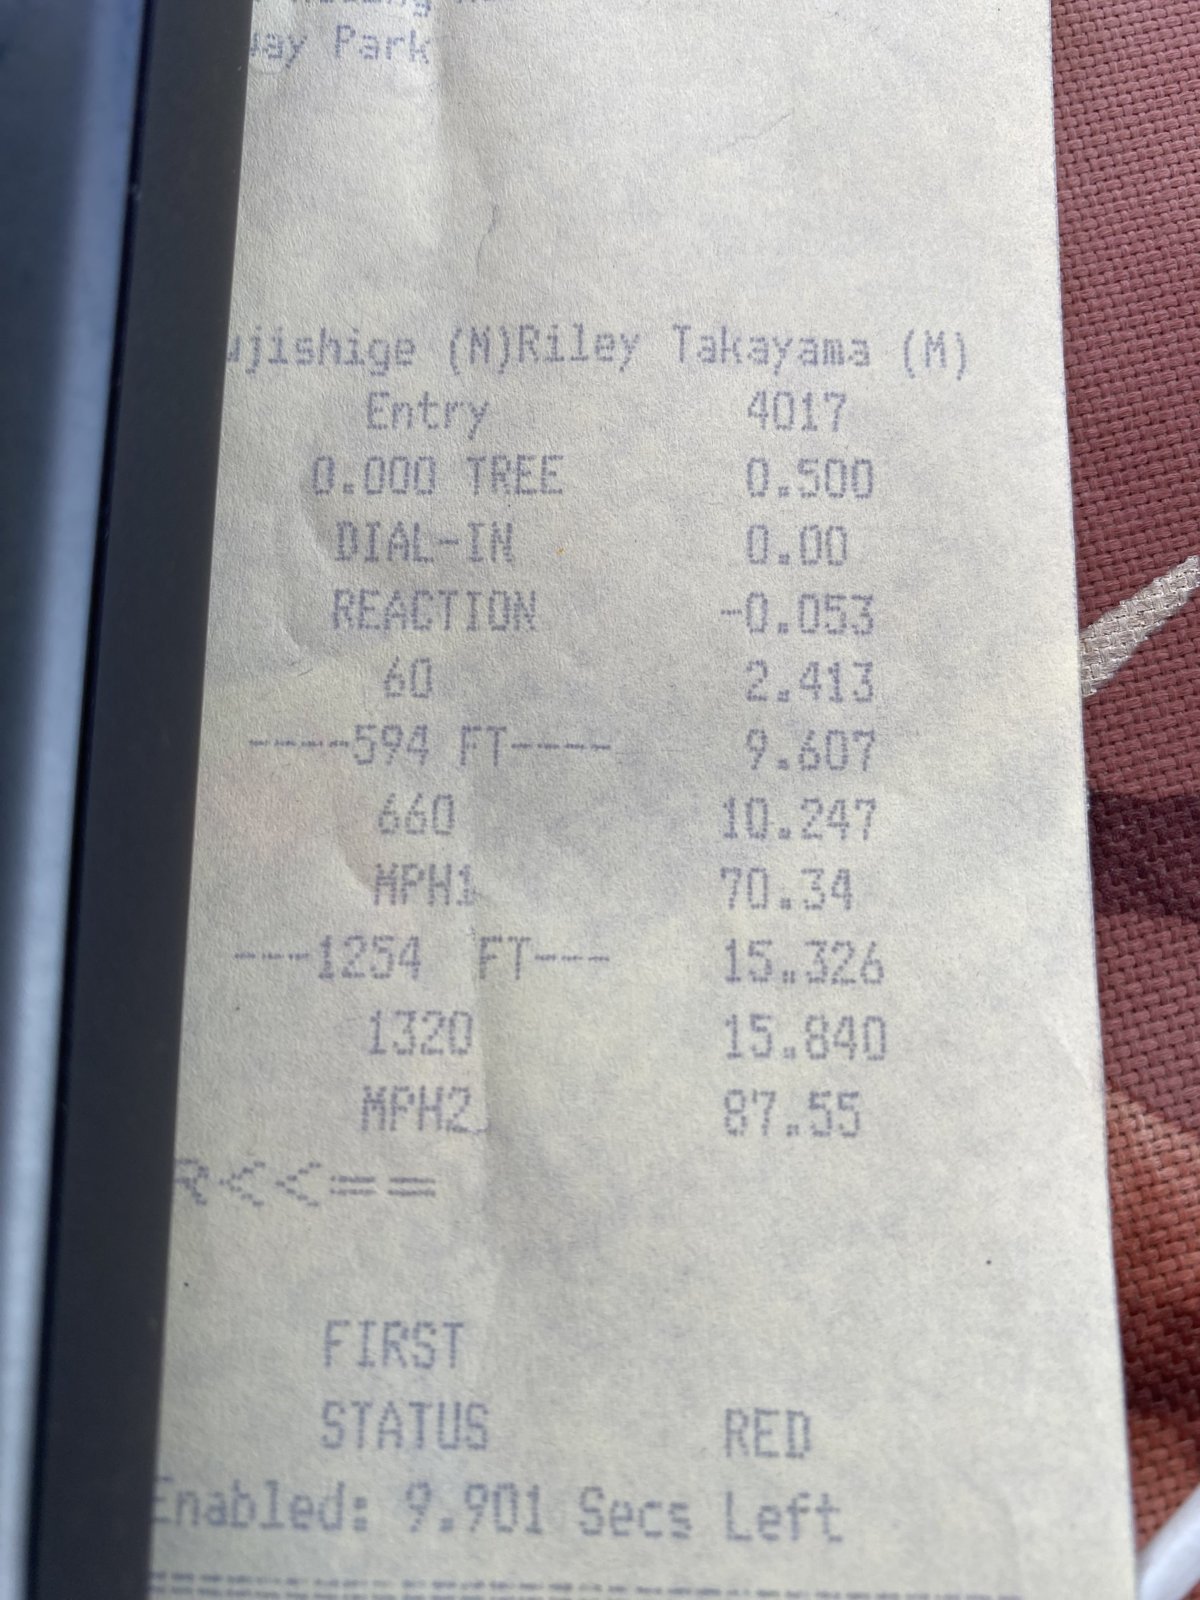 Park
(M)Riley Takayama (M)
Entry 4017
0.000 TREE 0.500
DIAL-IN 0.00
REACTION -0.053
60 2.413
----594 FT---- 9.607
660 10.247
MPH1 70.34
---1254 FT--- 15.326
1320 15.840
MPH2 87.55
R<<==
FIRST
STATUS RED
Enabled: 9.901 Secs Left